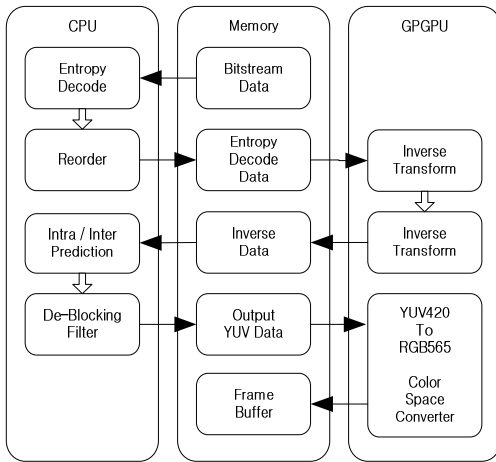 CPU
Memory
GPGPU
Entropy
Decode
Bitstream
Data
Reorder
Entropy
Decode
Data
Inverse
Transform
Intra / Inter
Prediction
Inverse
Data
Inverse
Transform
De-Blocking
Filter
Output
YUV Data
YUV420
To
RGB565
Color
Space
Converter
Frame
Buffer